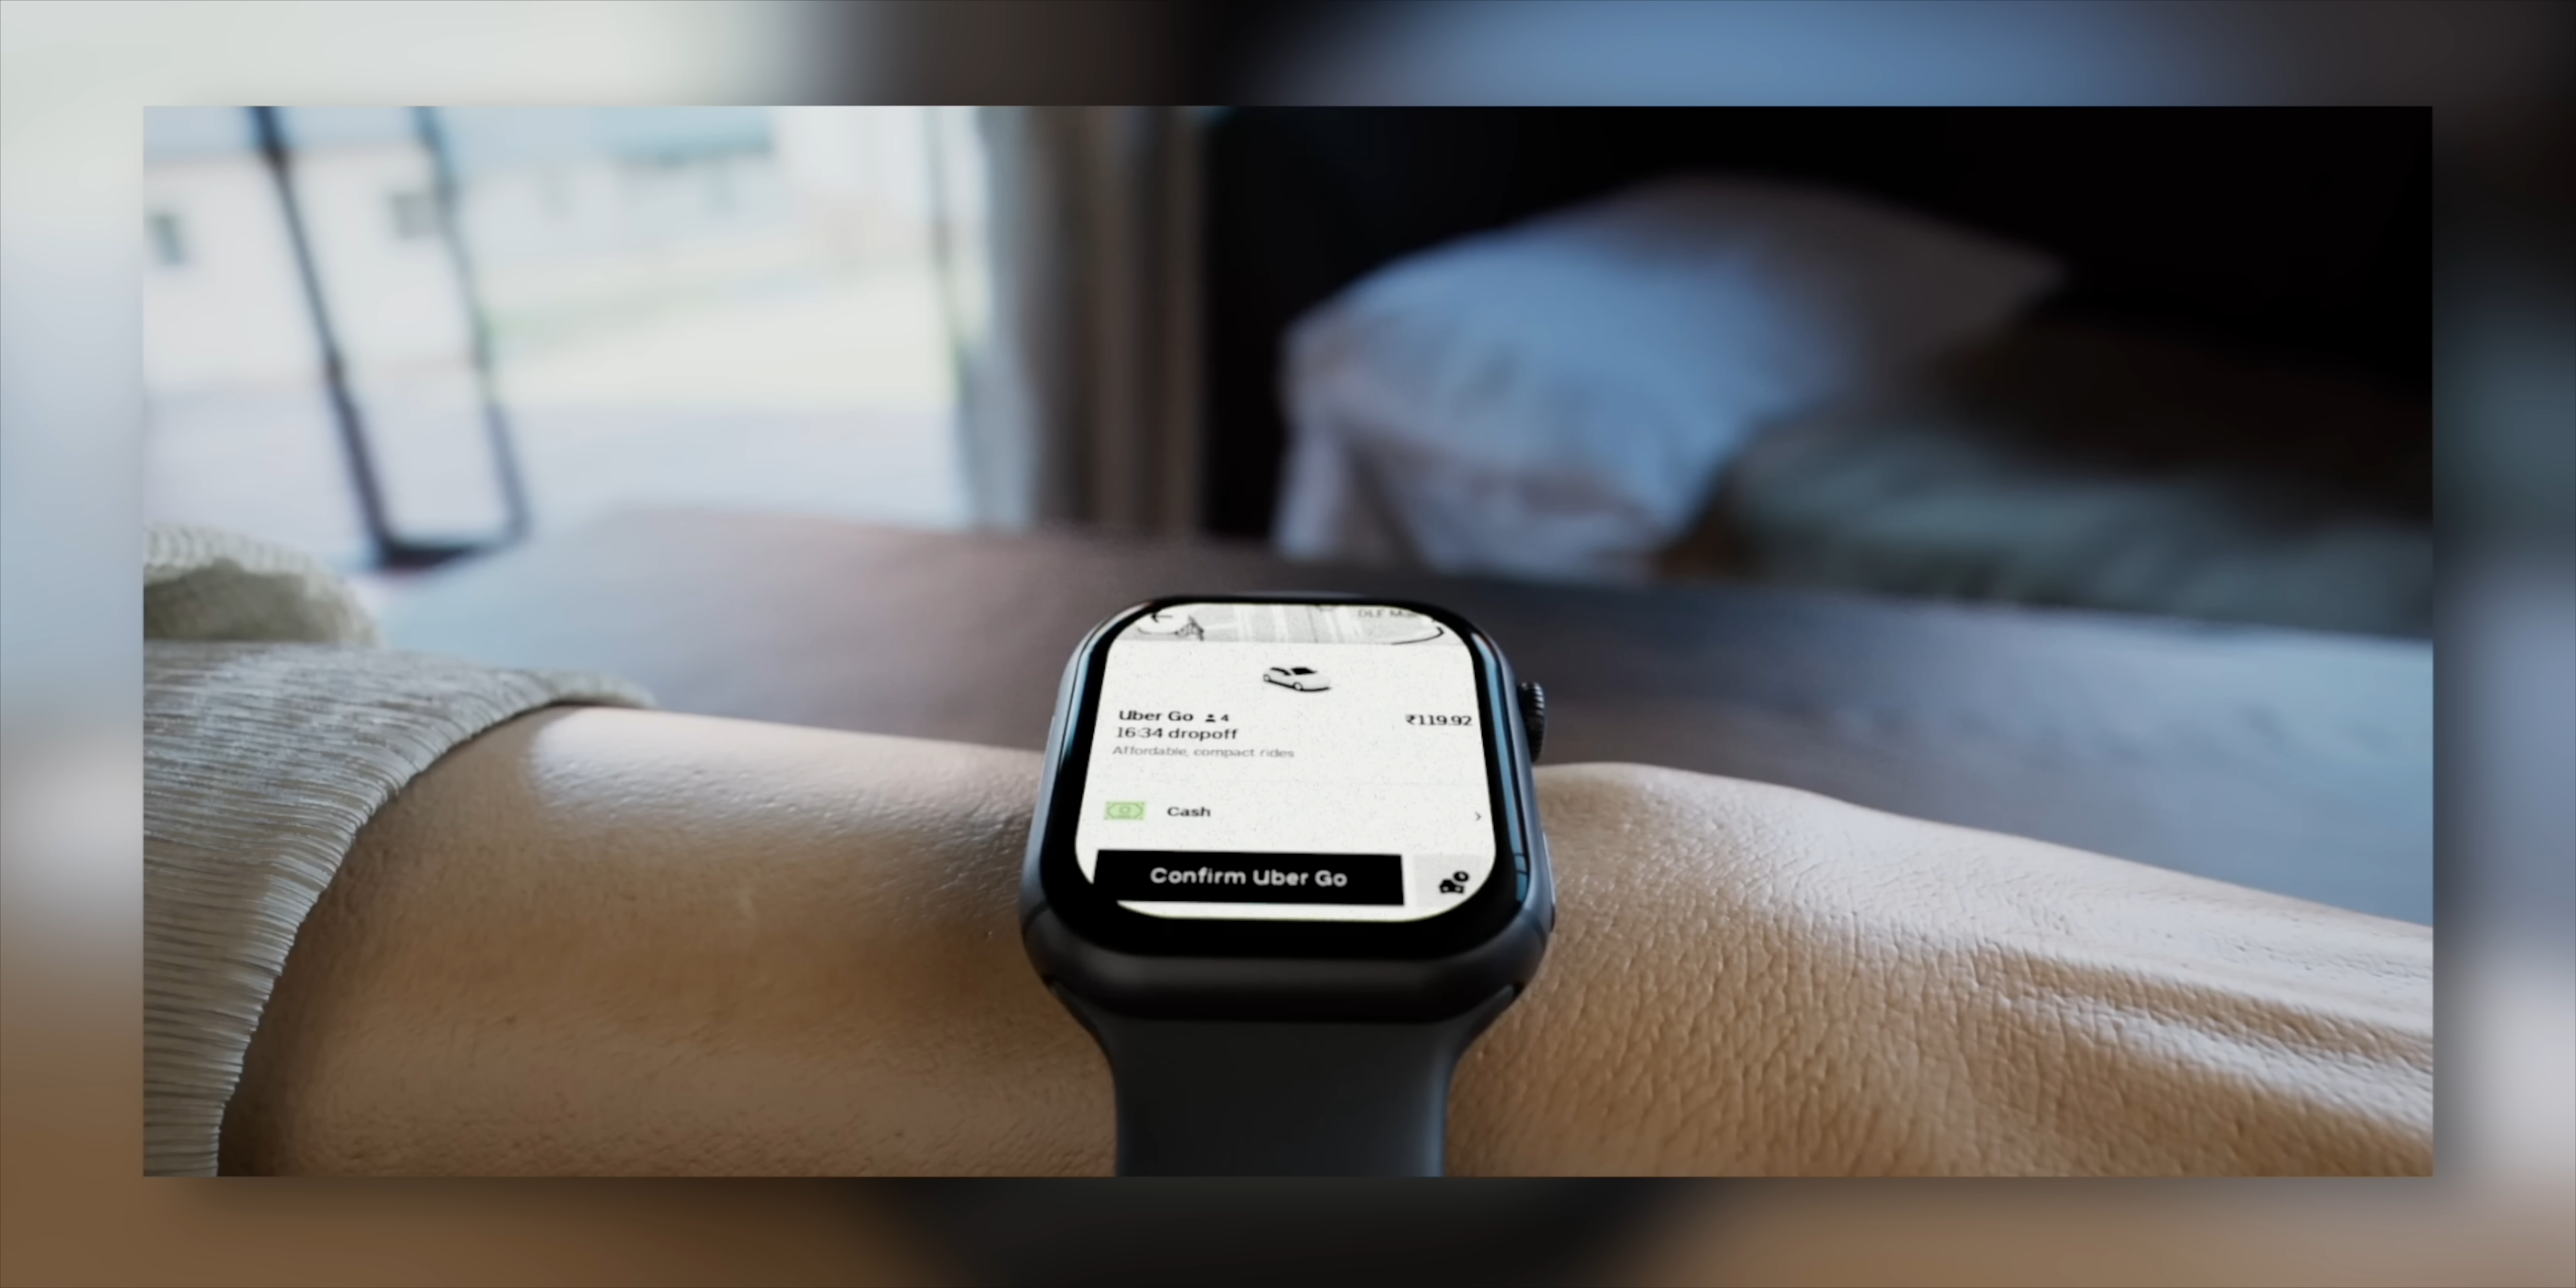 Uber Go 4
₹119.92
16:34 dropoff
Affordable, compact rides
Cash
Confirm Uber Go